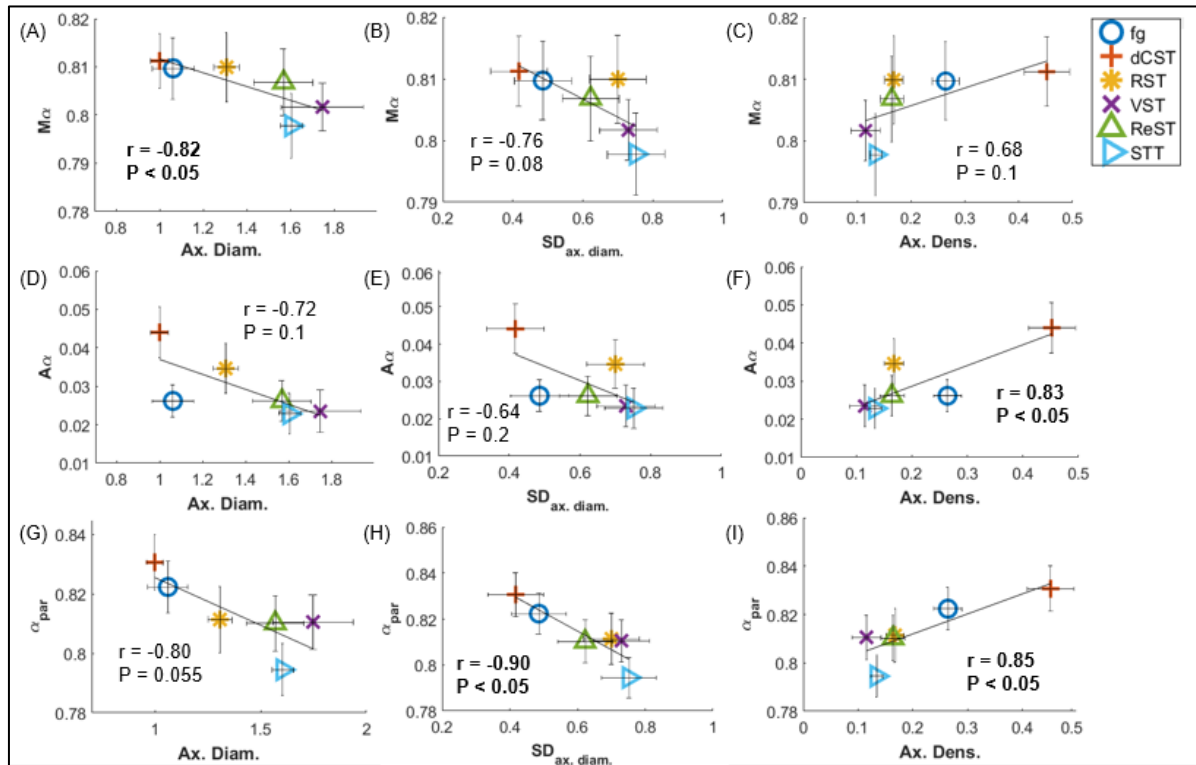 (A)
0.82
0.81
0.8
0.79
0.78
Mα
r = -0.82
P < 0.05
1 1.2 1.4 1.6 1.8
Ax. Diam.
(B)
0.82
0.81
0.8
0.79
Mα
r = -0.76
P = 0.08
0.2 0.4 0.6 0.8 1
SD ax. diam.
(C)
0.82
0.81
0.8
0.79
Mα
r = 0.68
P = 0.1
0 0.1 0.2 0.3 0.4 0.5
Ax. Dens.
fg
dCST
RST
VST
ReST
STT
(D)
0.06
0.05
0.04
0.03
0.02
0.01
Aα
r = -0.72
P = 0.1
1 1.2 1.4 1.6 1.8
Ax. Diam.
(E)
0.06
0.05
0.04
0.03
0.02
0.01
Aα
r = -0.64
P = 0.2
0.2 0.4 0.6 0.8 1
SD ax. diam.
(F)
0.06
0.05
0.04
0.03
0.02
0.01
Aα
r = 0.83
P < 0.05
0 0.1 0.2 0.3 0.4 0.5
Ax. Dens.
(G)
0.84
0.82
0.8
0.78
α par
r = -0.80
P = 0.055
1 1.5 2
Ax. Diam.
(H)
0.86
0.84
0.82
0.8
0.78
α par
r = -0.90
P < 0.05
0.2 0.4 0.6 0.8 1
SD ax. diam.
(I)
0.86
0.84
0.82
0.8
0.78
α par
r = 0.85
P < 0.05
0 0.1 0.2 0.3 0.4 0.5
Ax. Dens.